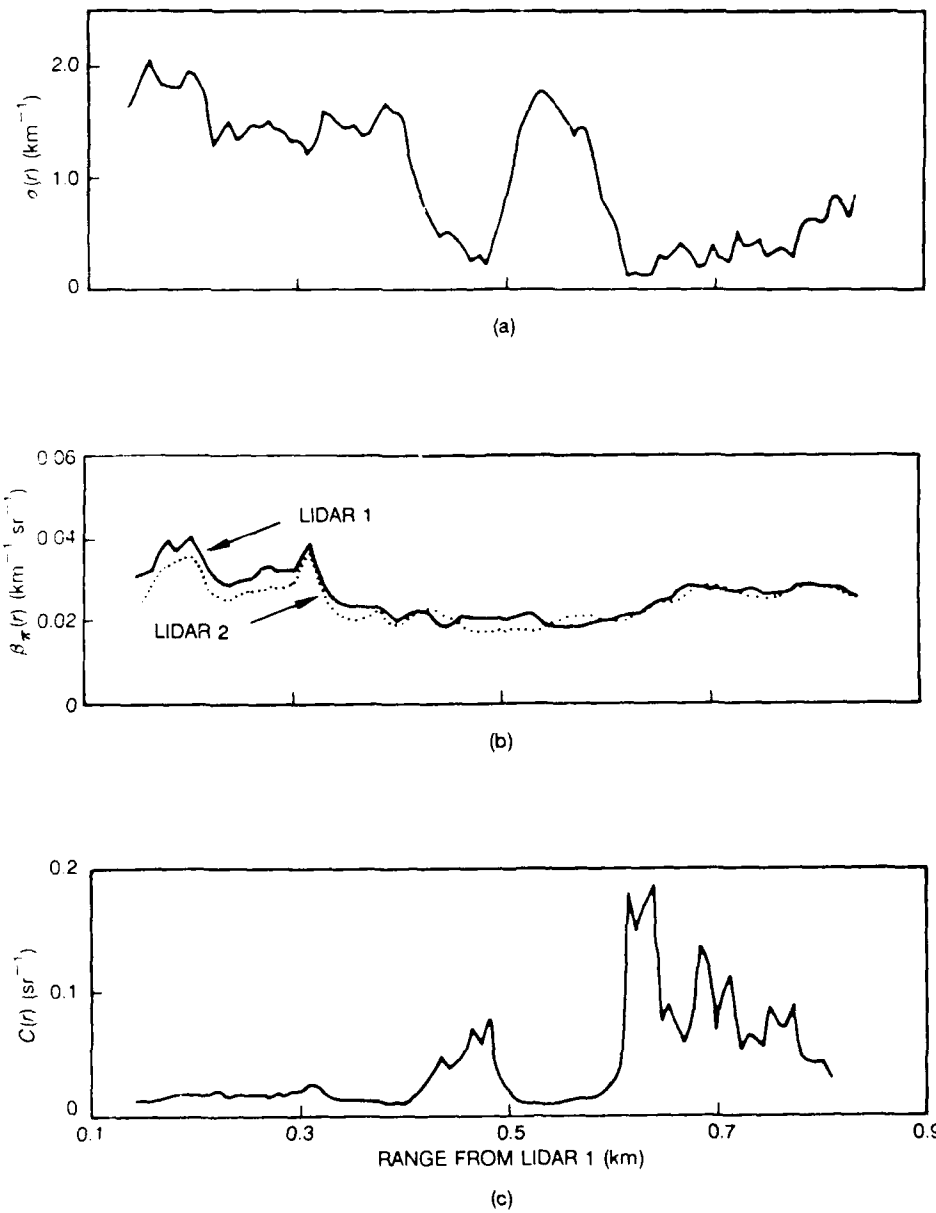 2.0
1.0
0
σ(r) (km⁻¹)
(a)
0.06
0.04
0.02
0
β_π(r) (km⁻¹ sr⁻¹)
LIDAR 1
LIDAR 2
(b)
0.2
0.1
0
C(r) (sr⁻¹)
0.1 0.3 0.5 0.7 0.9
RANGE FROM LIDAR 1 (km)
(c)